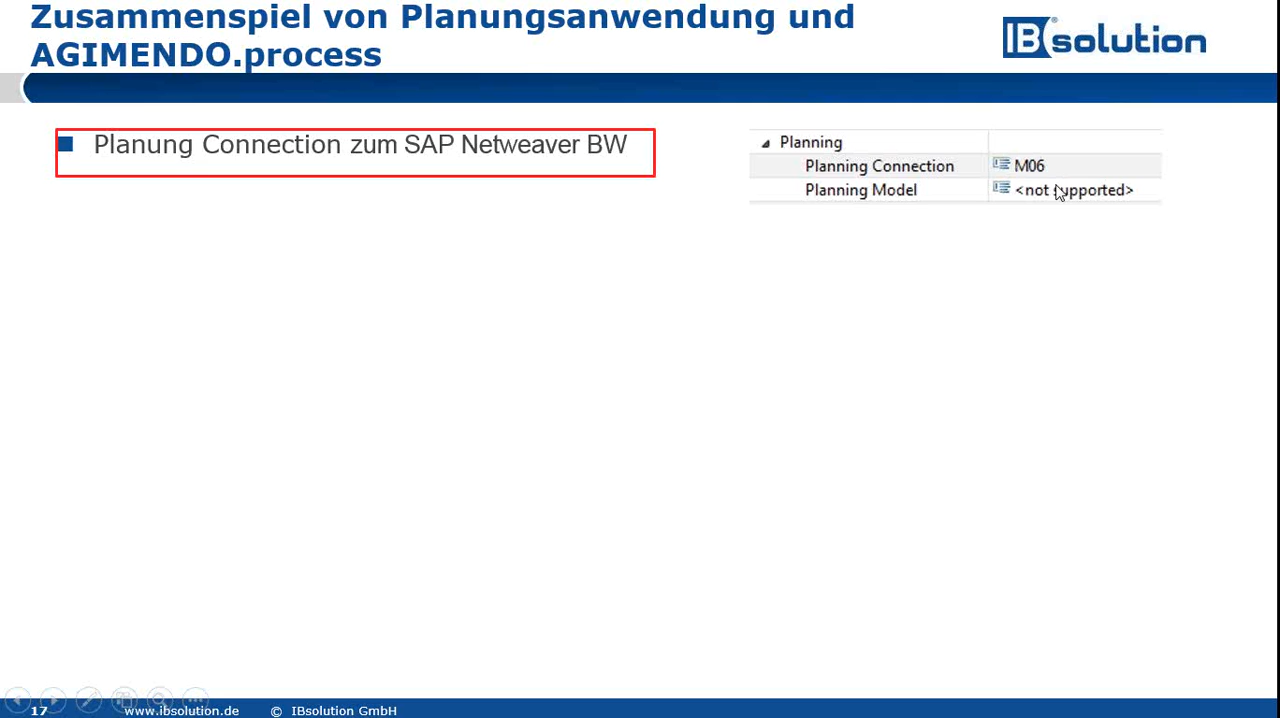 Zusammenspiel von Planungsanwendung und
AGIMENDO.process
IBsolution
Planung Connection zum SAP Netweaver BW
Planning
Planning Connection M06
Planning Model <not supported>
17 www.ibsolution.de © IBsolution GmbH